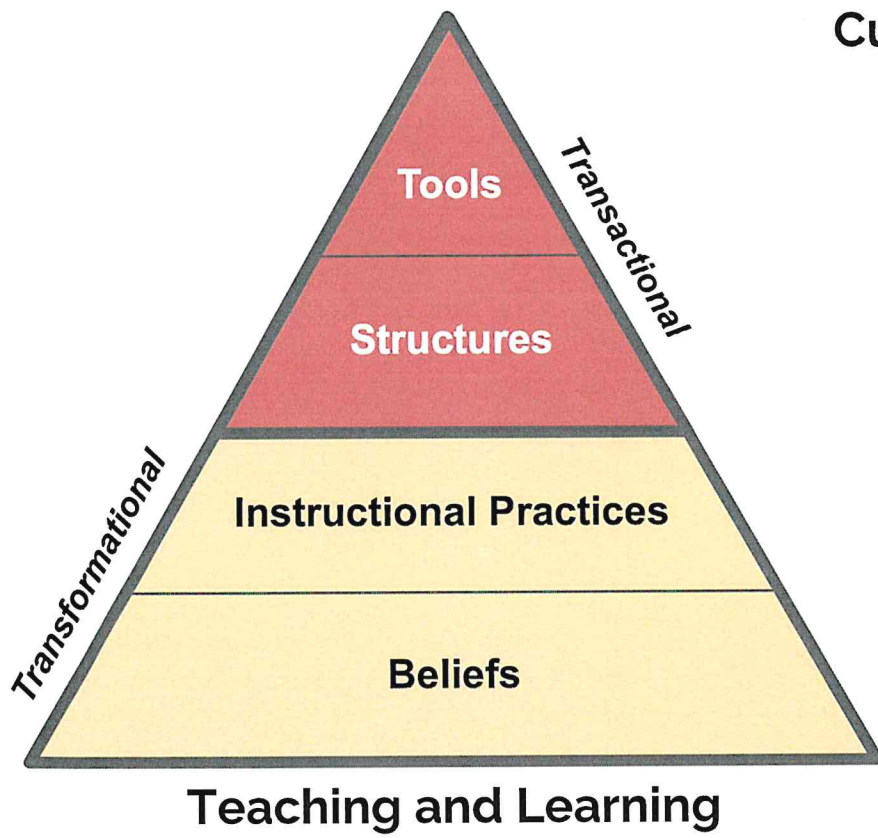 Tools
Transactional
Structures
Instructional Practices
Transformational
Beliefs
Teaching and Learning